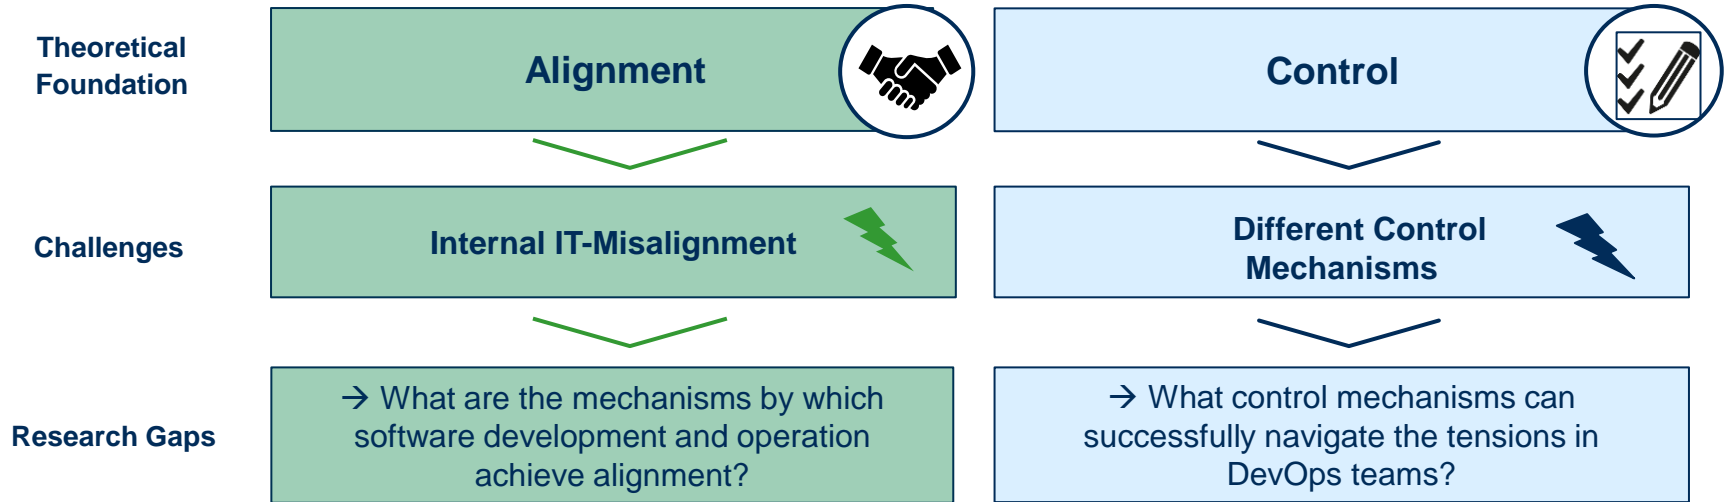 Theoretical
Foundation
Alignment
Control
Challenges
Internal IT-Misalignment
Different Control
Mechanisms
Research Gaps
→ What are the mechanisms by which
software development and operation
achieve alignment?
→ What control mechanisms can
successfully navigate the tensions in
DevOps teams?